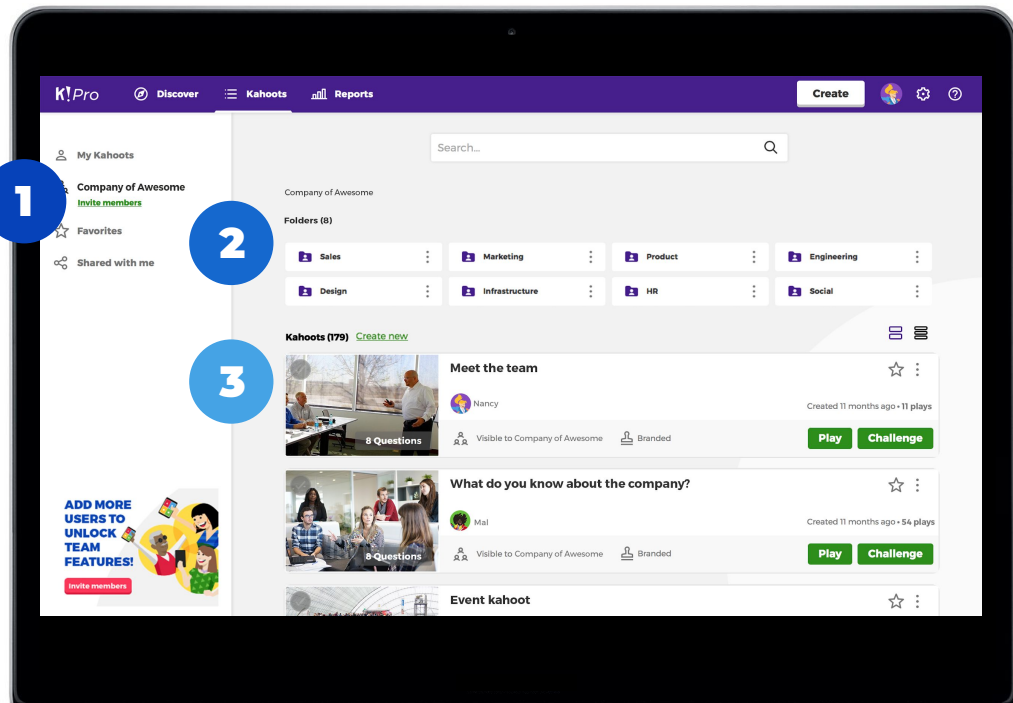 K! Pro
Discover
Kahoots
Reports
Create
Search...
My Kahoots
1
Company of Awesome
Invite members
Favorites
Shared with me
Company of Awesome
Folders (8)
2
Sales
Marketing
Product
Engineering
Design
Infrastructure
HR
Social
Kahoots (179) Create new
3
Meet the team
Nancy
Created 11 months ago • 11 plays
8 Questions
Visible to Company of Awesome
Branded
Play
Challenge
What do you know about the company?
Mal
Created 11 months ago • 54 plays
8 Questions
Visible to Company of Awesome
Branded
Play
Challenge
Event kahoot
ADD MORE
USERS TO
UNLOCK
TEAM
FEATURES!
Invite members